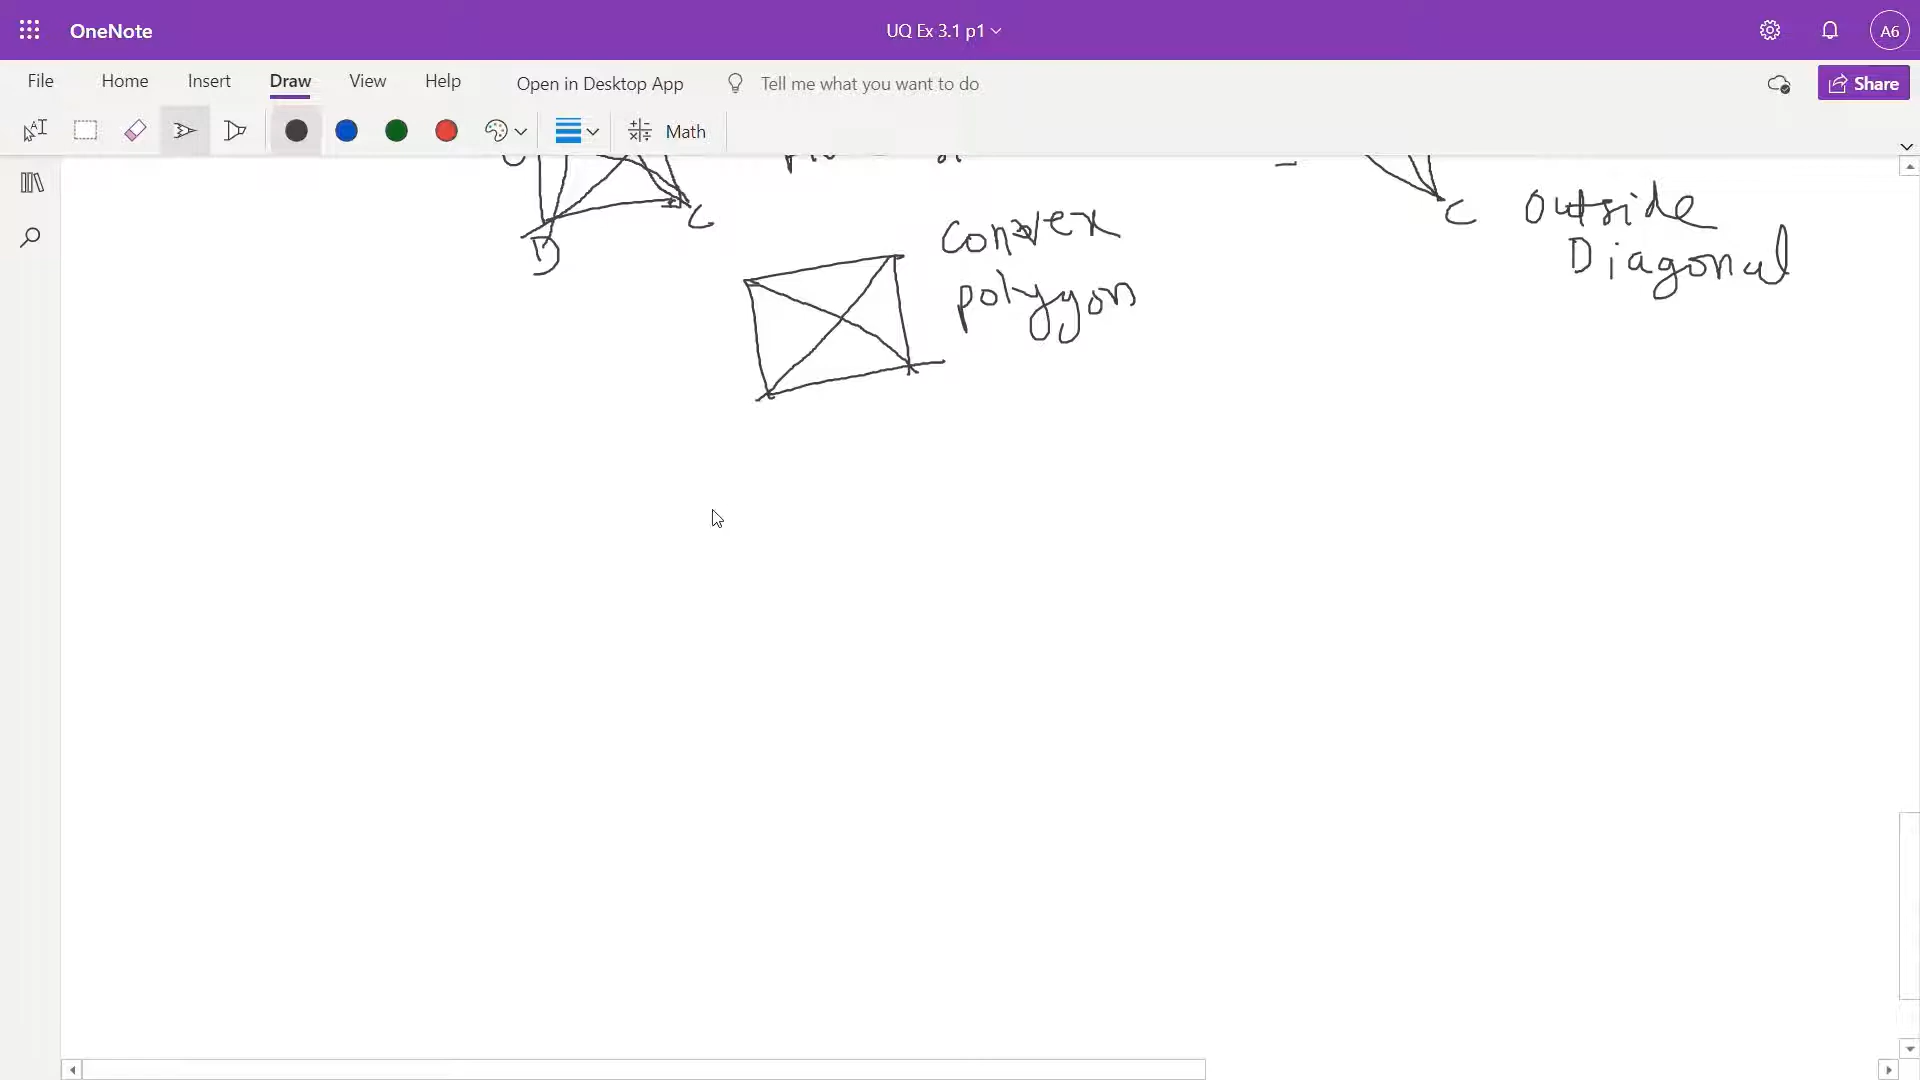 OneNote
UQ Ex 3.1 p1
A6
File Home Insert Draw View Help Open in Desktop App Tell me what you want to do
Share
Math
D
C
Convex
polygon
C
Outside
Diagonal